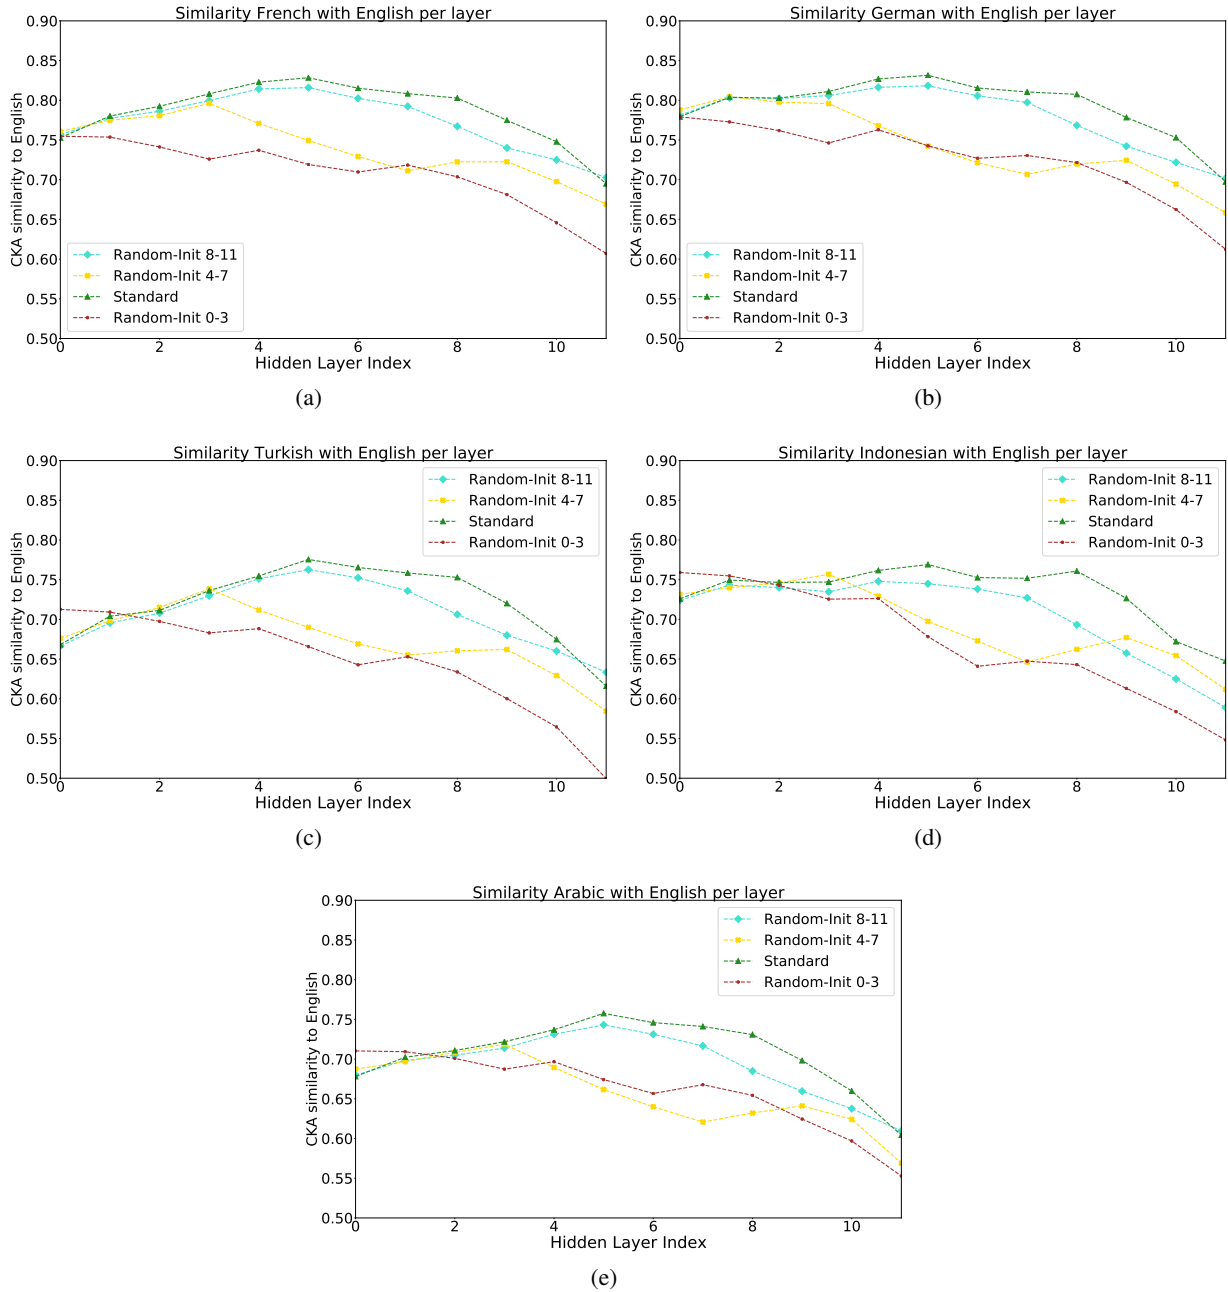 Similarity French with English per layer
0.90
0.85
0.80
0.75
0.70
0.65
0.60
0.55
0.50
CKA similarity to English
Random-Init 8-11
Random-Init 4-7
Standard
Random-Init 0-3
0 2 4 6 8 10
Hidden Layer Index
(a)
Similarity German with English per layer
0.90
0.85
0.80
0.75
0.70
0.65
0.60
0.55
0.50
CKA similarity to English
Random-Init 8-11
Random-Init 4-7
Standard
Random-Init 0-3
0 2 4 6 8 10
Hidden Layer Index
(b)
Similarity Turkish with English per layer
0.90
0.85
0.80
0.75
0.70
0.65
0.60
0.55
0.50
CKA similarity to English
Random-Init 8-11
Random-Init 4-7
Standard
Random-Init 0-3
0 2 4 6 8 10
Hidden Layer Index
(c)
Similarity Indonesian with English per layer
0.90
0.85
0.80
0.75
0.70
0.65
0.60
0.55
0.50
CKA similarity to English
Random-Init 8-11
Random-Init 4-7
Standard
Random-Init 0-3
0 2 4 6 8 10
Hidden Layer Index
(d)
Similarity Arabic with English per layer
0.90
0.85
0.80
0.75
0.70
0.65
0.60
0.55
0.50
CKA similarity to English
Random-Init 8-11
Random-Init 4-7
Standard
Random-Init 0-3
0 2 4 6 8 10
Hidden Layer Index
(e)